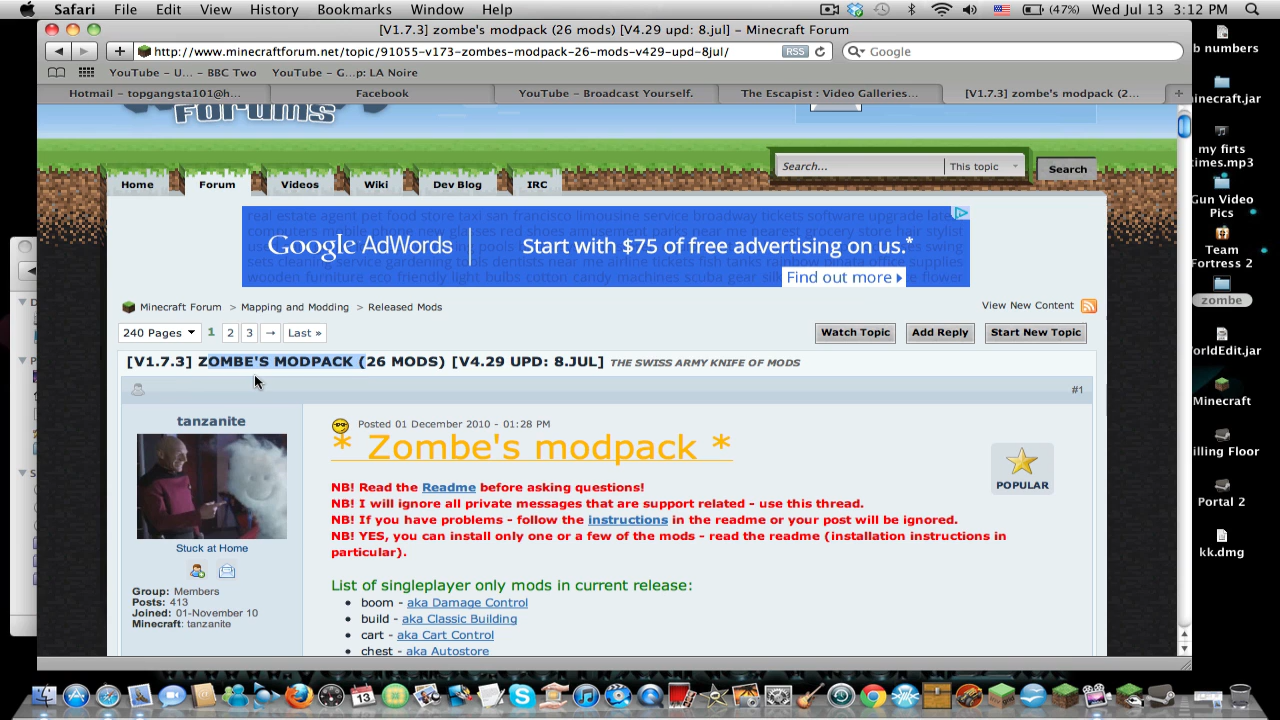 Safari File Edit View History Bookmarks Window Help (47%) Wed Jul 13 3:12 PM
[V1.7.3] zombe's modpack (26 mods) [V4.29 upd: 8.jul] – Minecraft Forum
http://www.minecraftforum.net/topic/91055-v173-zombes-modpack-26-mods-v429-upd-8jul/ RSS Google
YouTube – U... – BBC Two YouTube – G...p: LA Noire
Hotmail – topgangsta101@h... Facebook YouTube – Broadcast Yourself. The Escapist : Video Galleries... [V1.7.3] zombe's modpack (2...
FORUMS
Search... This topic Search
Home Forum Videos Wiki Dev Blog IRC
Google AdWords Start with $75 of free advertising on us.*
Find out more
Minecraft Forum > Mapping and Modding > Released Mods View New Content
240 Pages 1 2 3 → Last » Watch Topic Add Reply Start New Topic
[V1.7.3] ZOMBE'S MODPACK (26 MODS) [V4.29 UPD: 8.JUL] THE SWISS ARMY KNIFE OF MODS
#1
tanzanite
Stuck at Home
Group: Members
Posts: 413
Joined: 01-November 10
Minecraft: tanzanite
Posted 01 December 2010 - 01:28 PM
* Zombe's modpack *
POPULAR
NB! Read the Readme before asking questions!
NB! I will ignore all private messages that are support related - use this thread.
NB! If you have problems - follow the instructions in the readme or your post will be ignored.
NB! YES, you can install only one or a few of the mods - read the readme (installation instructions in
particular).
List of singleplayer only mods in current release:
• boom - aka Damage Control
• build - aka Classic Building
• cart - aka Cart Control
• chest - aka Autostore
b numbers
inecraft.jar
my firts
times.mp3
Gun Video
Pics
Team
Fortress 2
zombe
orldEdit.jar
Minecraft
illing Floor
Portal 2
kk.dmg